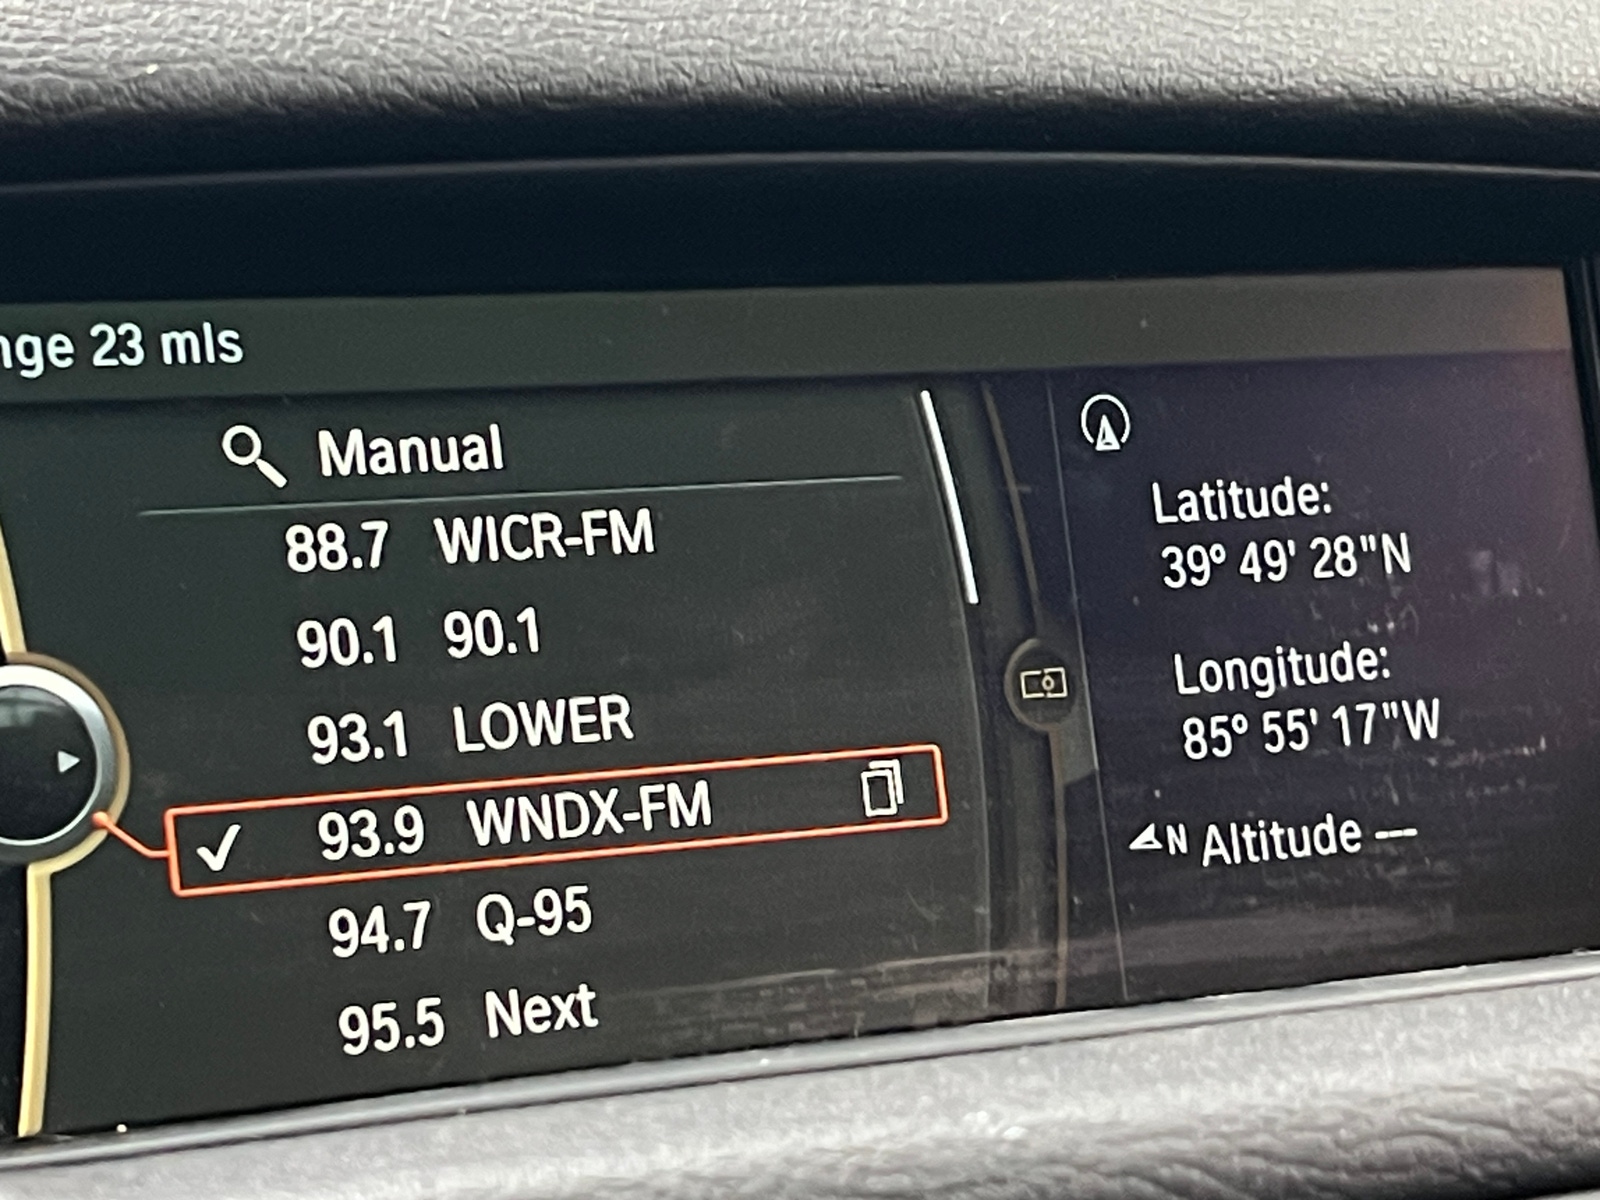 nge 23 mls
Manual
88.7 WICR-FM
90.1 90.1
93.1 LOWER
93.9 WNDX-FM
94.7 Q-95
95.5 Next
Latitude:
39° 49' 28"N
Longitude:
85° 55' 17"W
N Altitude ---